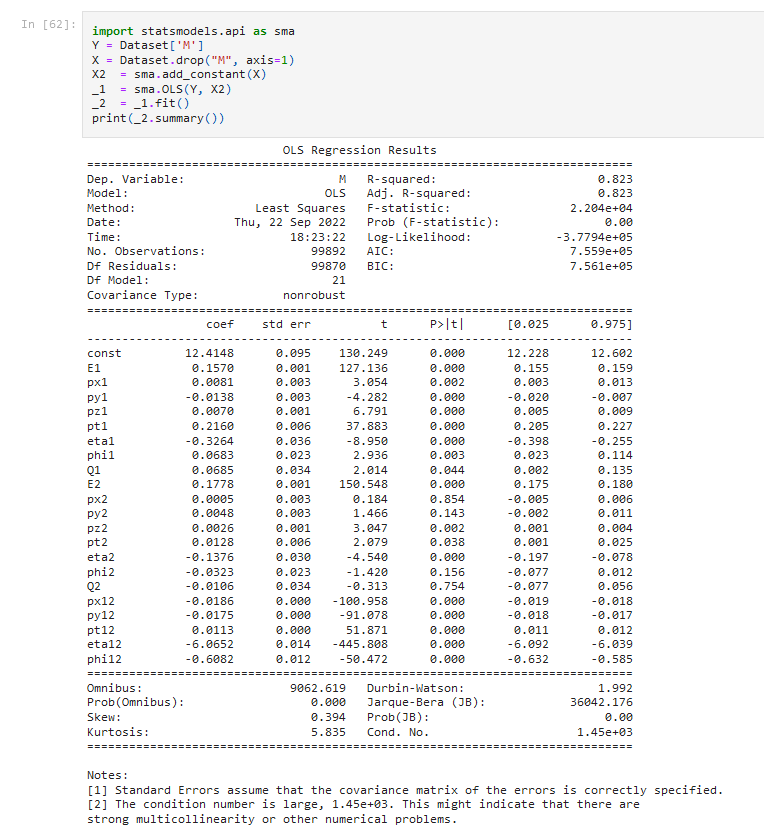 In [62]:
import statsmodels.api as sma
Y = Dataset['M']
X = Dataset.drop("M", axis=1)
X2  = sma.add_constant(X)
_1  = sma.OLS(Y, X2)
_2  = _1.fit()
print(_2.summary())
OLS Regression Results
==============================================================================
Dep. Variable:                      M   R-squared:                       0.823
Model:                            OLS   Adj. R-squared:                  0.823
Method:                 Least Squares   F-statistic:                 2.204e+04
Date:                Thu, 22 Sep 2022   Prob (F-statistic):               0.00
Time:                        18:23:22   Log-Likelihood:            -3.7794e+05
No. Observations:               99892   AIC:                         7.559e+05
Df Residuals:                   99870   BIC:                         7.561e+05
Df Model:                          21
Covariance Type:            nonrobust
==============================================================================
                 coef    std err          t      P>|t|      [0.025      0.975]
------------------------------------------------------------------------------
const         12.4148      0.095    130.249      0.000      12.228      12.602
E1             0.1570      0.001    127.136      0.000       0.155       0.159
px1            0.0081      0.003      3.054      0.002       0.003       0.013
py1           -0.0138      0.003     -4.282      0.000      -0.020      -0.007
pz1            0.0070      0.001      6.791      0.000       0.005       0.009
pt1            0.2160      0.006     37.883      0.000       0.205       0.227
eta1          -0.3264      0.036     -8.950      0.000      -0.398      -0.255
phi1           0.0683      0.023      2.936      0.003       0.023       0.114
Q1             0.0685      0.034      2.014      0.044       0.002       0.135
E2             0.1778      0.001    150.548      0.000       0.175       0.180
px2            0.0005      0.003      0.184      0.854      -0.005       0.006
py2            0.0048      0.003      1.466      0.143      -0.002       0.011
pz2            0.0026      0.001      3.047      0.002       0.001       0.004
pt2            0.0128      0.006      2.079      0.038       0.001       0.025
eta2          -0.1376      0.030     -4.540      0.000      -0.197      -0.078
phi2          -0.0323      0.023     -1.420      0.156      -0.077       0.012
Q2            -0.0106      0.034     -0.313      0.754      -0.077       0.056
px12          -0.0186      0.000   -100.958      0.000      -0.019      -0.018
py12          -0.0175      0.000    -91.078      0.000      -0.018      -0.017
pt12           0.0113      0.000     51.871      0.000       0.011       0.012
eta12         -6.0652      0.014   -445.808      0.000      -6.092      -6.039
phi12         -0.6082      0.012    -50.472      0.000      -0.632      -0.585
==============================================================================
Omnibus:                     9062.619   Durbin-Watson:                   1.992
Prob(Omnibus):                  0.000   Jarque-Bera (JB):            36042.176
Skew:                           0.394   Prob(JB):                         0.00
Kurtosis:                       5.835   Cond. No.                     1.45e+03
==============================================================================
Notes:
[1] Standard Errors assume that the covariance matrix of the errors is correctly specified.
[2] The condition number is large, 1.45e+03. This might indicate that there are
strong multicollinearity or other numerical problems.